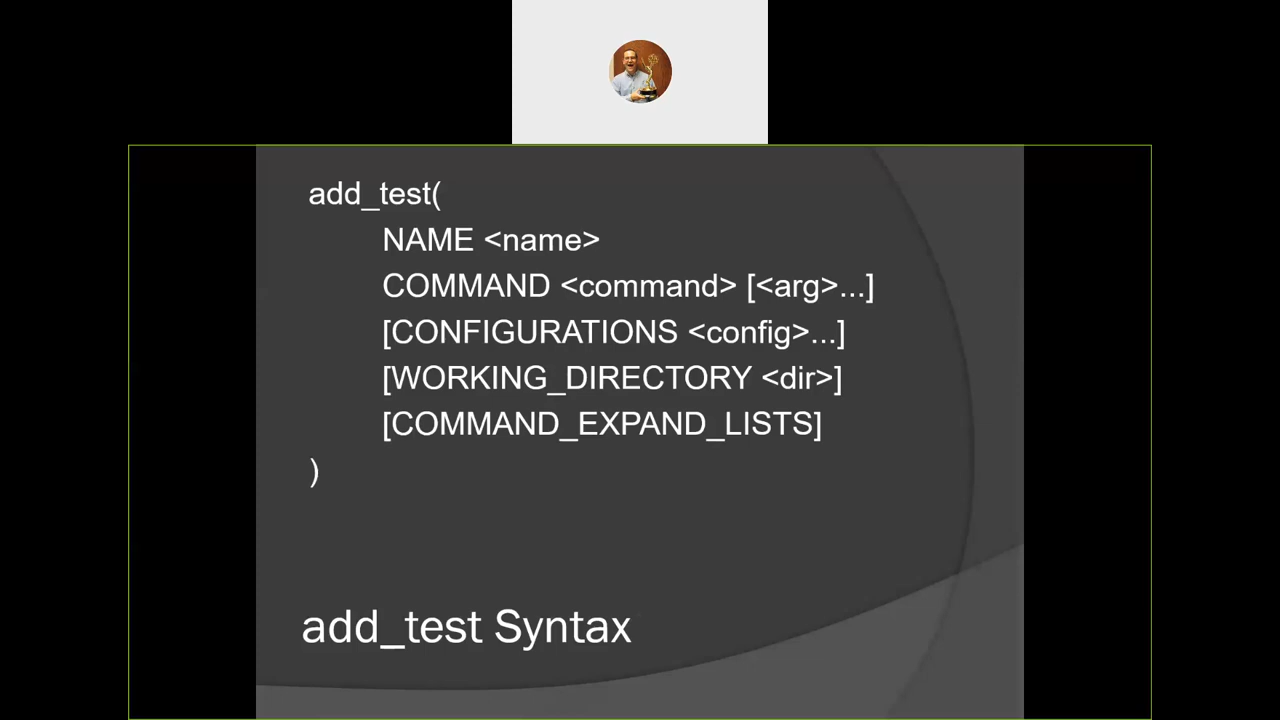 add_test(
NAME <name>
COMMAND <command> [<arg>...]
[CONFIGURATIONS <config>...]
[WORKING_DIRECTORY <dir>]
[COMMAND_EXPAND_LISTS]
)
add_test Syntax